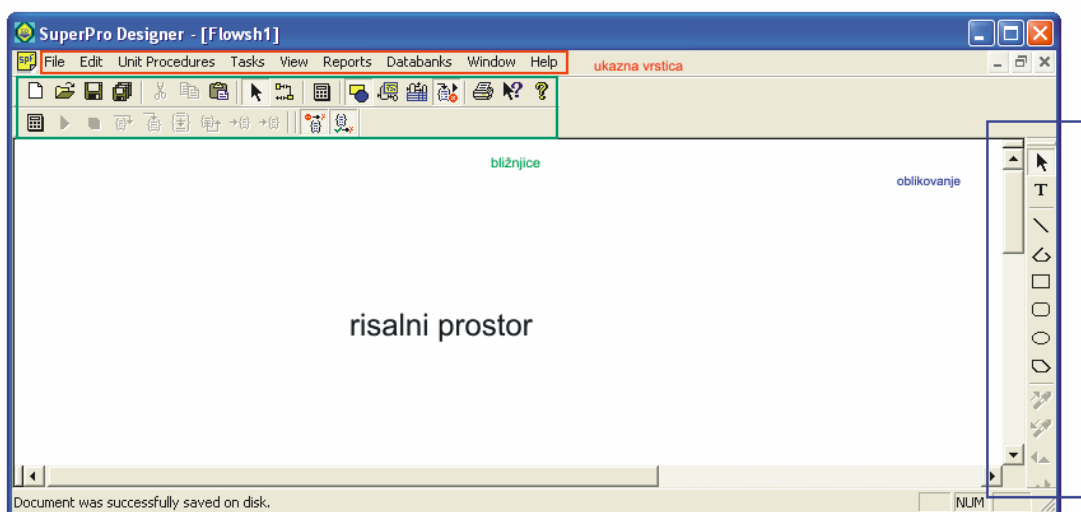 SuperPro Designer - [Flowsh1]
File Edit Unit Procedures Tasks View Reports Databanks Window Help
ukazna vrstica
bližnjice
oblikovanje
T
risalni prostor
Document was successfully saved on disk.
NUM